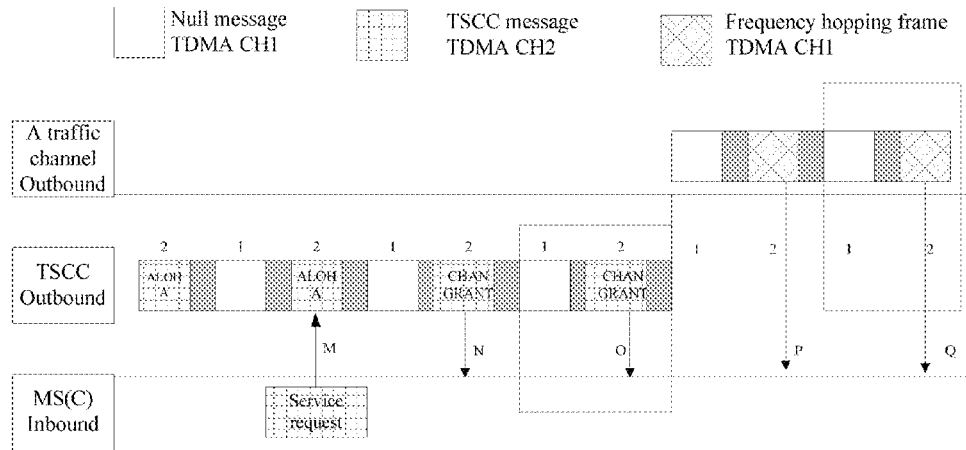 Null message
TDMA CH1
TSCC message
TDMA CH2
Frequency hopping frame
TDMA CH1
A traffic
channel
Outbound
1 2 1 2
2 1 2 1 2 1 2
TSCC
Outbound
ALOH
A
ALOH
A
CHAN
GRANT
CHAN
GRANT
M
N
O
P
Q
MS(C)
Inbound
Service
request